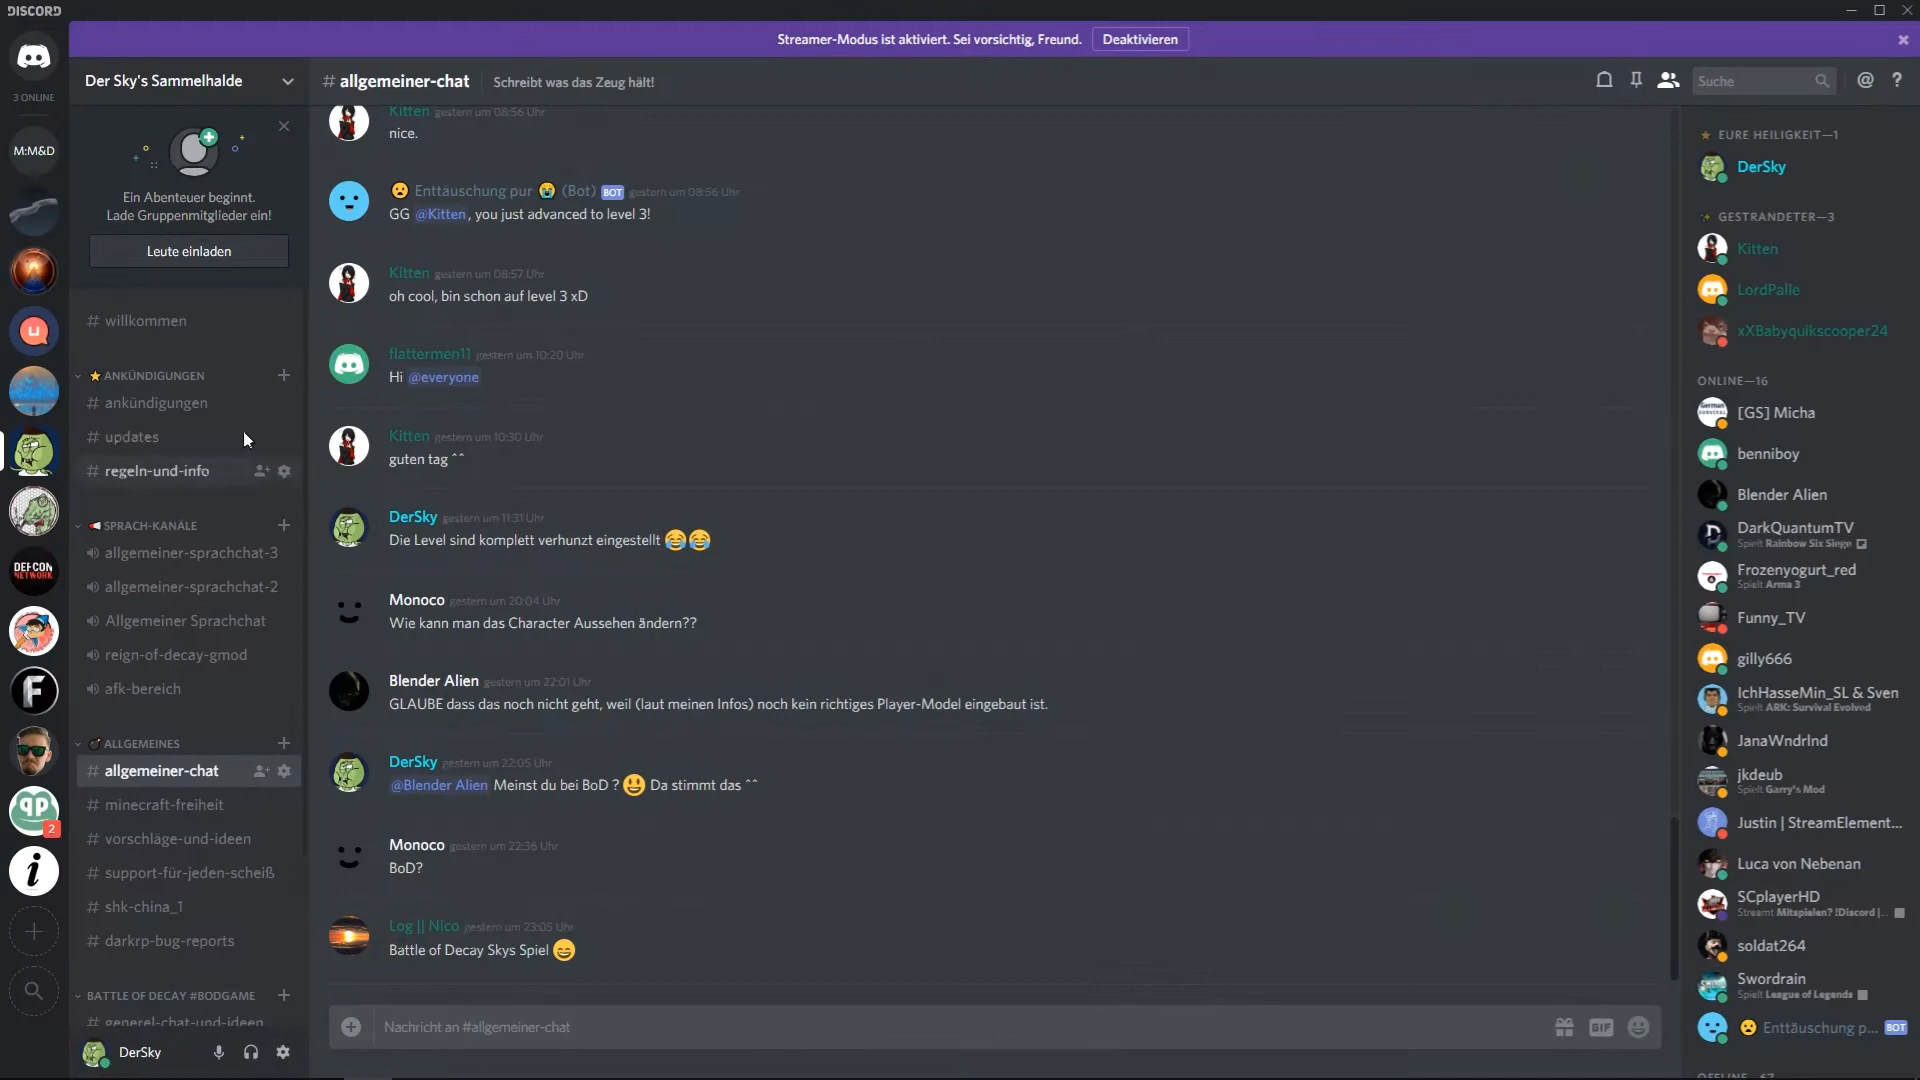 DISCORD
Streamer-Modus ist aktiviert. Sei vorsichtig, Freund. Deaktivieren
3 ONLINE
M:M&D
DEFCON
NETWORK
F
2
i
Der Sky's Sammelhalde
Ein Abenteuer beginnt.
Lade Gruppenmitglieder ein!
Leute einladen
# willkommen
ANKÜNDIGUNGEN
# ankündigungen
# updates
# regeln-und-info
SPRACH-KANÄLE
allgemeiner-sprachchat-3
allgemeiner-sprachchat-2
Allgemeiner Sprachchat
reign-of-decay-gmod
afk-bereich
ALLGEMEINES
# allgemeiner-chat
# minecraft-freiheit
# vorschläge-und-ideen
# support-für-jeden-scheiß
# shk-china_1
# darkrp-bug-reports
BATTLE OF DECAY #BODGAME
# generel-chat-und-ideen
DerSky
# allgemeiner-chat Schreibt was das Zeug hält!
Suche
Kitten gestern um 08:56 Uhr
nice.
😦 Enttäuschung pur 😭 (Bot) BOT gestern um 08:56 Uhr
GG @Kitten, you just advanced to level 3!
Kitten gestern um 08:57 Uhr
oh cool, bin schon auf level 3 xD
flattermen11 gestern um 10:20 Uhr
Hi @everyone
Kitten gestern um 10:30 Uhr
guten tag ^^
DerSky gestern um 11:31 Uhr
Die Level sind komplett verhunzt eingestellt 😂😂
Monoco gestern um 20:04 Uhr
Wie kann man das Character Aussehen ändern??
Blender Alien gestern um 22:01 Uhr
GLAUBE dass das noch nicht geht, weil (laut meinen Infos) noch kein richtiges Player-Model eingebaut ist.
DerSky gestern um 22:05 Uhr
@Blender Alien Meinst du bei BoD ? 😃 Da stimmt das ^^
Monoco gestern um 22:36 Uhr
BoD?
Log || Nico gestern um 23:05 Uhr
Battle of Decay Skys Spiel 😄
Nachricht an #allgemeiner-chat
GIF
EURE HEILIGKEIT—1
DerSky
GESTRANDETER—3
Kitten
LordPalle
xXBabyquikscooper24
ONLINE—16
[GS] Micha
benniboy
Blender Alien
DarkQuantumTV
Spielt Rainbow Six Siege
Frozenyogurt_red
Spielt Arma 3
Funny_TV
gilly666
IchHasseMin_SL & Sven
Spielt ARK: Survival Evolved
JanaWndrlnd
jkdeub
Spielt Garry's Mod
Justin | StreamElement...
Luca von Nebenan
SCplayerHD
Streamt Mitspielen? !Discord |...
soldat264
Swordrain
Spielt League of Legends
😦 Enttäuschung p... BOT
OFFLINE—67